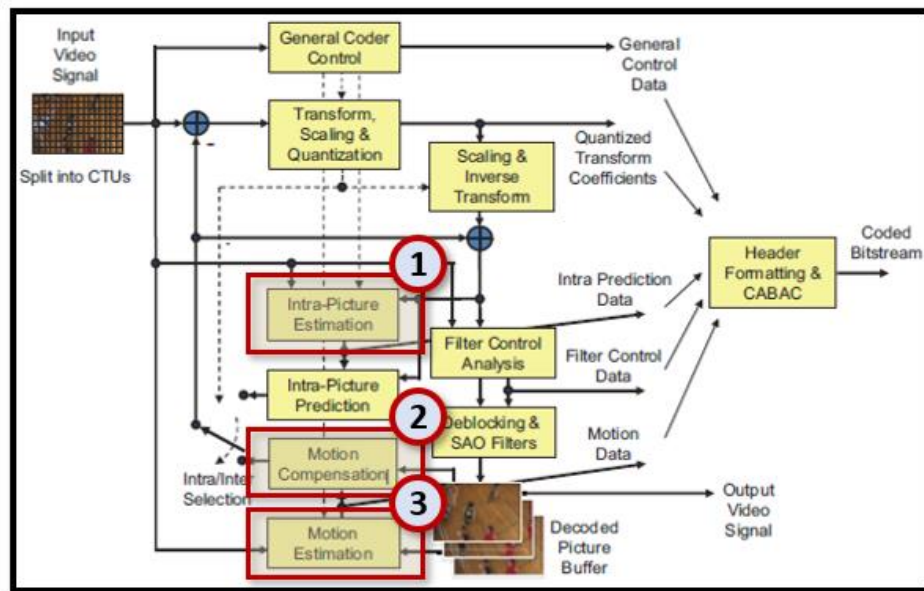 Input
Video
Signal
Split into CTUs
General Coder
Control
General
Control
Data
Transform,
Scaling &
Quantization
Quantized
Transform
Coefficients
Scaling &
Inverse
Transform
-
-
Coded
Bitstream
Header
Formatting &
CABAC
1
Intra-Picture
Estimation
Intra Prediction
Data
Filter Control
Analysis
Filter Control
Data
Intra-Picture
Prediction
2
Deblocking &
SAO Filters
Motion
Data
Motion
Compensation
Intra/Inter
Selection
3
Motion
Estimation
Output
Video
Signal
Decoded
Picture
Buffer